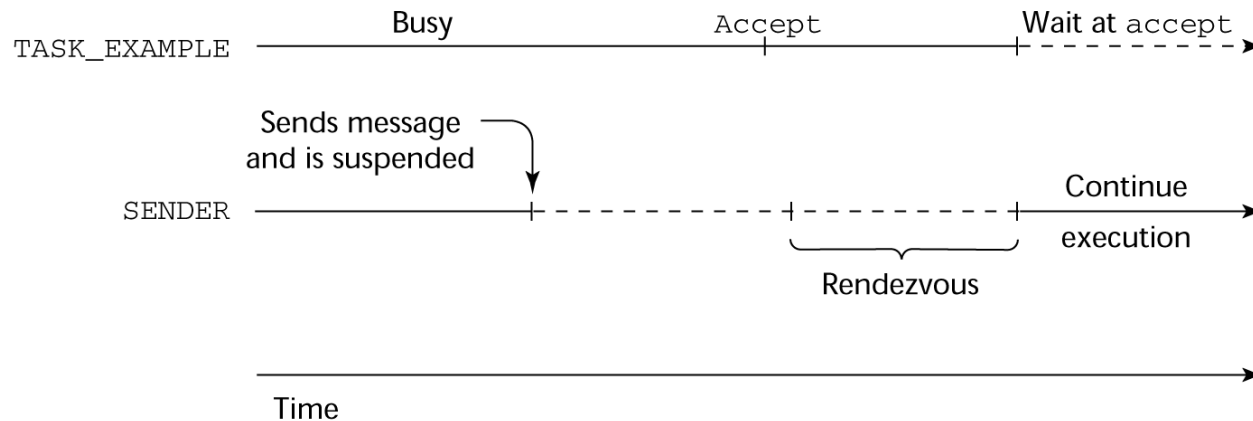 Busy
Accept
Wait at accept
TASK_EXAMPLE
Sends message
and is suspended
SENDER
Continue
execution
Rendezvous
Time